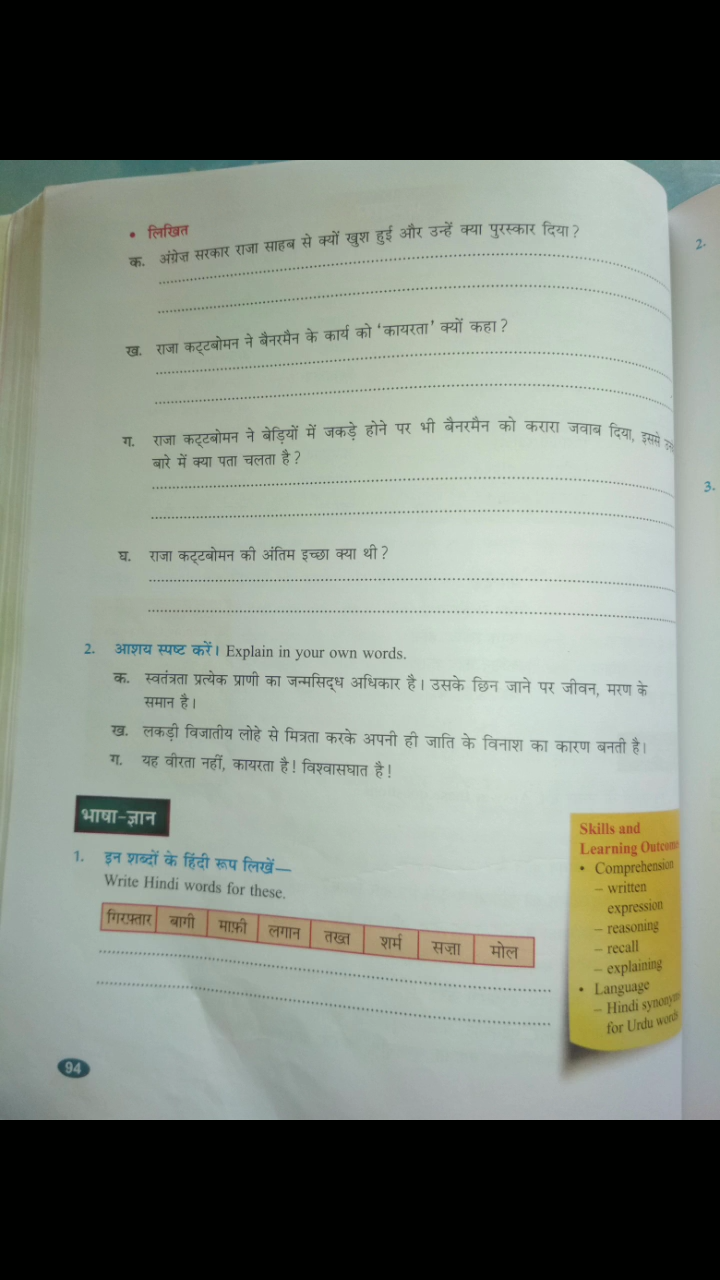 • लिखित
क. अंग्रेज़ सरकार राजा साहब से क्यों खुश हुई और उन्हें क्या पुरस्कार दिया?
ख. राजा कट्टबोमन ने बैनरमैन के कार्य को 'कायरता' क्यों कहा?
ग. राजा कट्टबोमन ने बेड़ियों में जकड़े होने पर भी बैनरमैन को करारा जवाब दिया, इससे
बारे में क्या पता चलता है?
घ. राजा कट्टबोमन की अंतिम इच्छा क्या थी?
2. आशय स्पष्ट करें। Explain in your own words.
क. स्वतंत्रता प्रत्येक प्राणी का जन्मसिद्ध अधिकार है। उसके छिन जाने पर जीवन, मरण के
समान है।
ख. लकड़ी विजातीय लोहे से मित्रता करके अपनी ही जाति के विनाश का कारण बनती है।
ग. यह वीरता नहीं, कायरता है! विश्वासघात है!
भाषा-ज्ञान
1. इन शब्दों के हिंदी रूप लिखें—
Write Hindi words for these.
गिरफ़्तार बागी माफ़ी लगान तख्त शर्म सज़ा मोल
Skills and
Learning Outcome
• Comprehension
– written
expression
– reasoning
– recall
– explaining
• Language
– Hindi synonym
for Urdu words
94
2.
3.